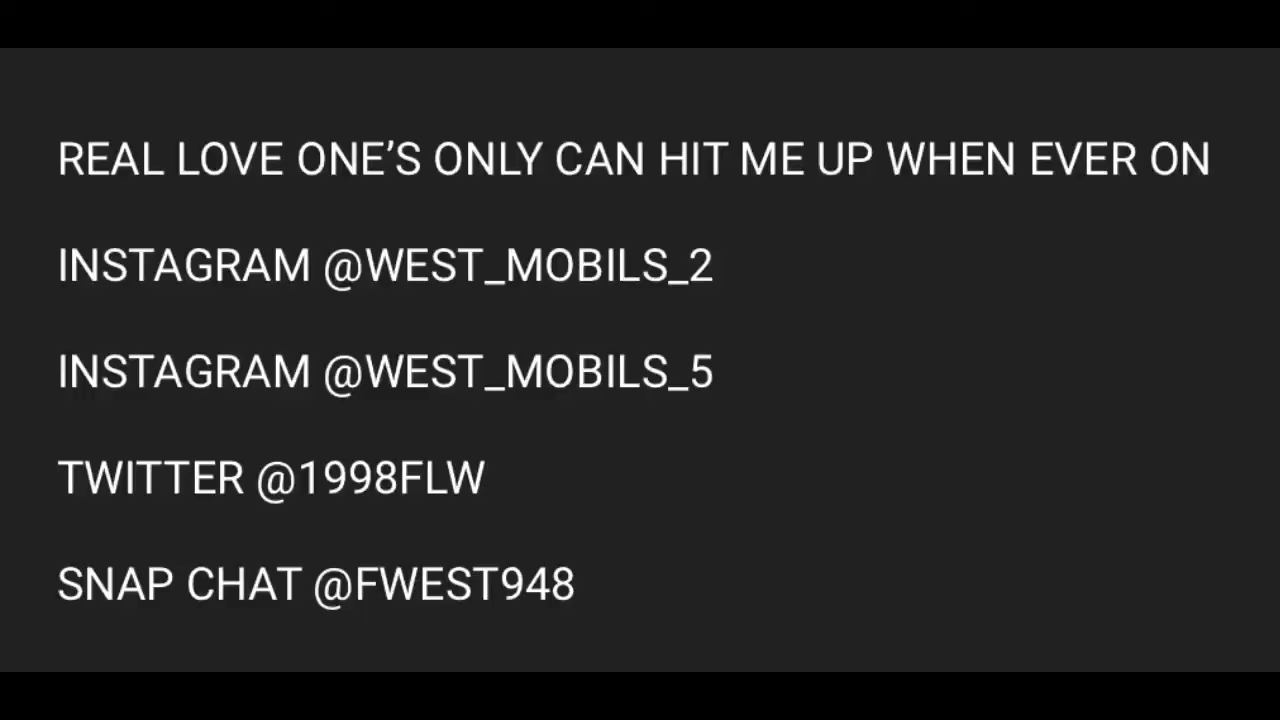 REAL LOVE ONE’S ONLY CAN HIT ME UP WHEN EVER ON
INSTAGRAM @WEST_MOBILS_2
INSTAGRAM @WEST_MOBILS_5
TWITTER @1998FLW
SNAP CHAT @FWEST948